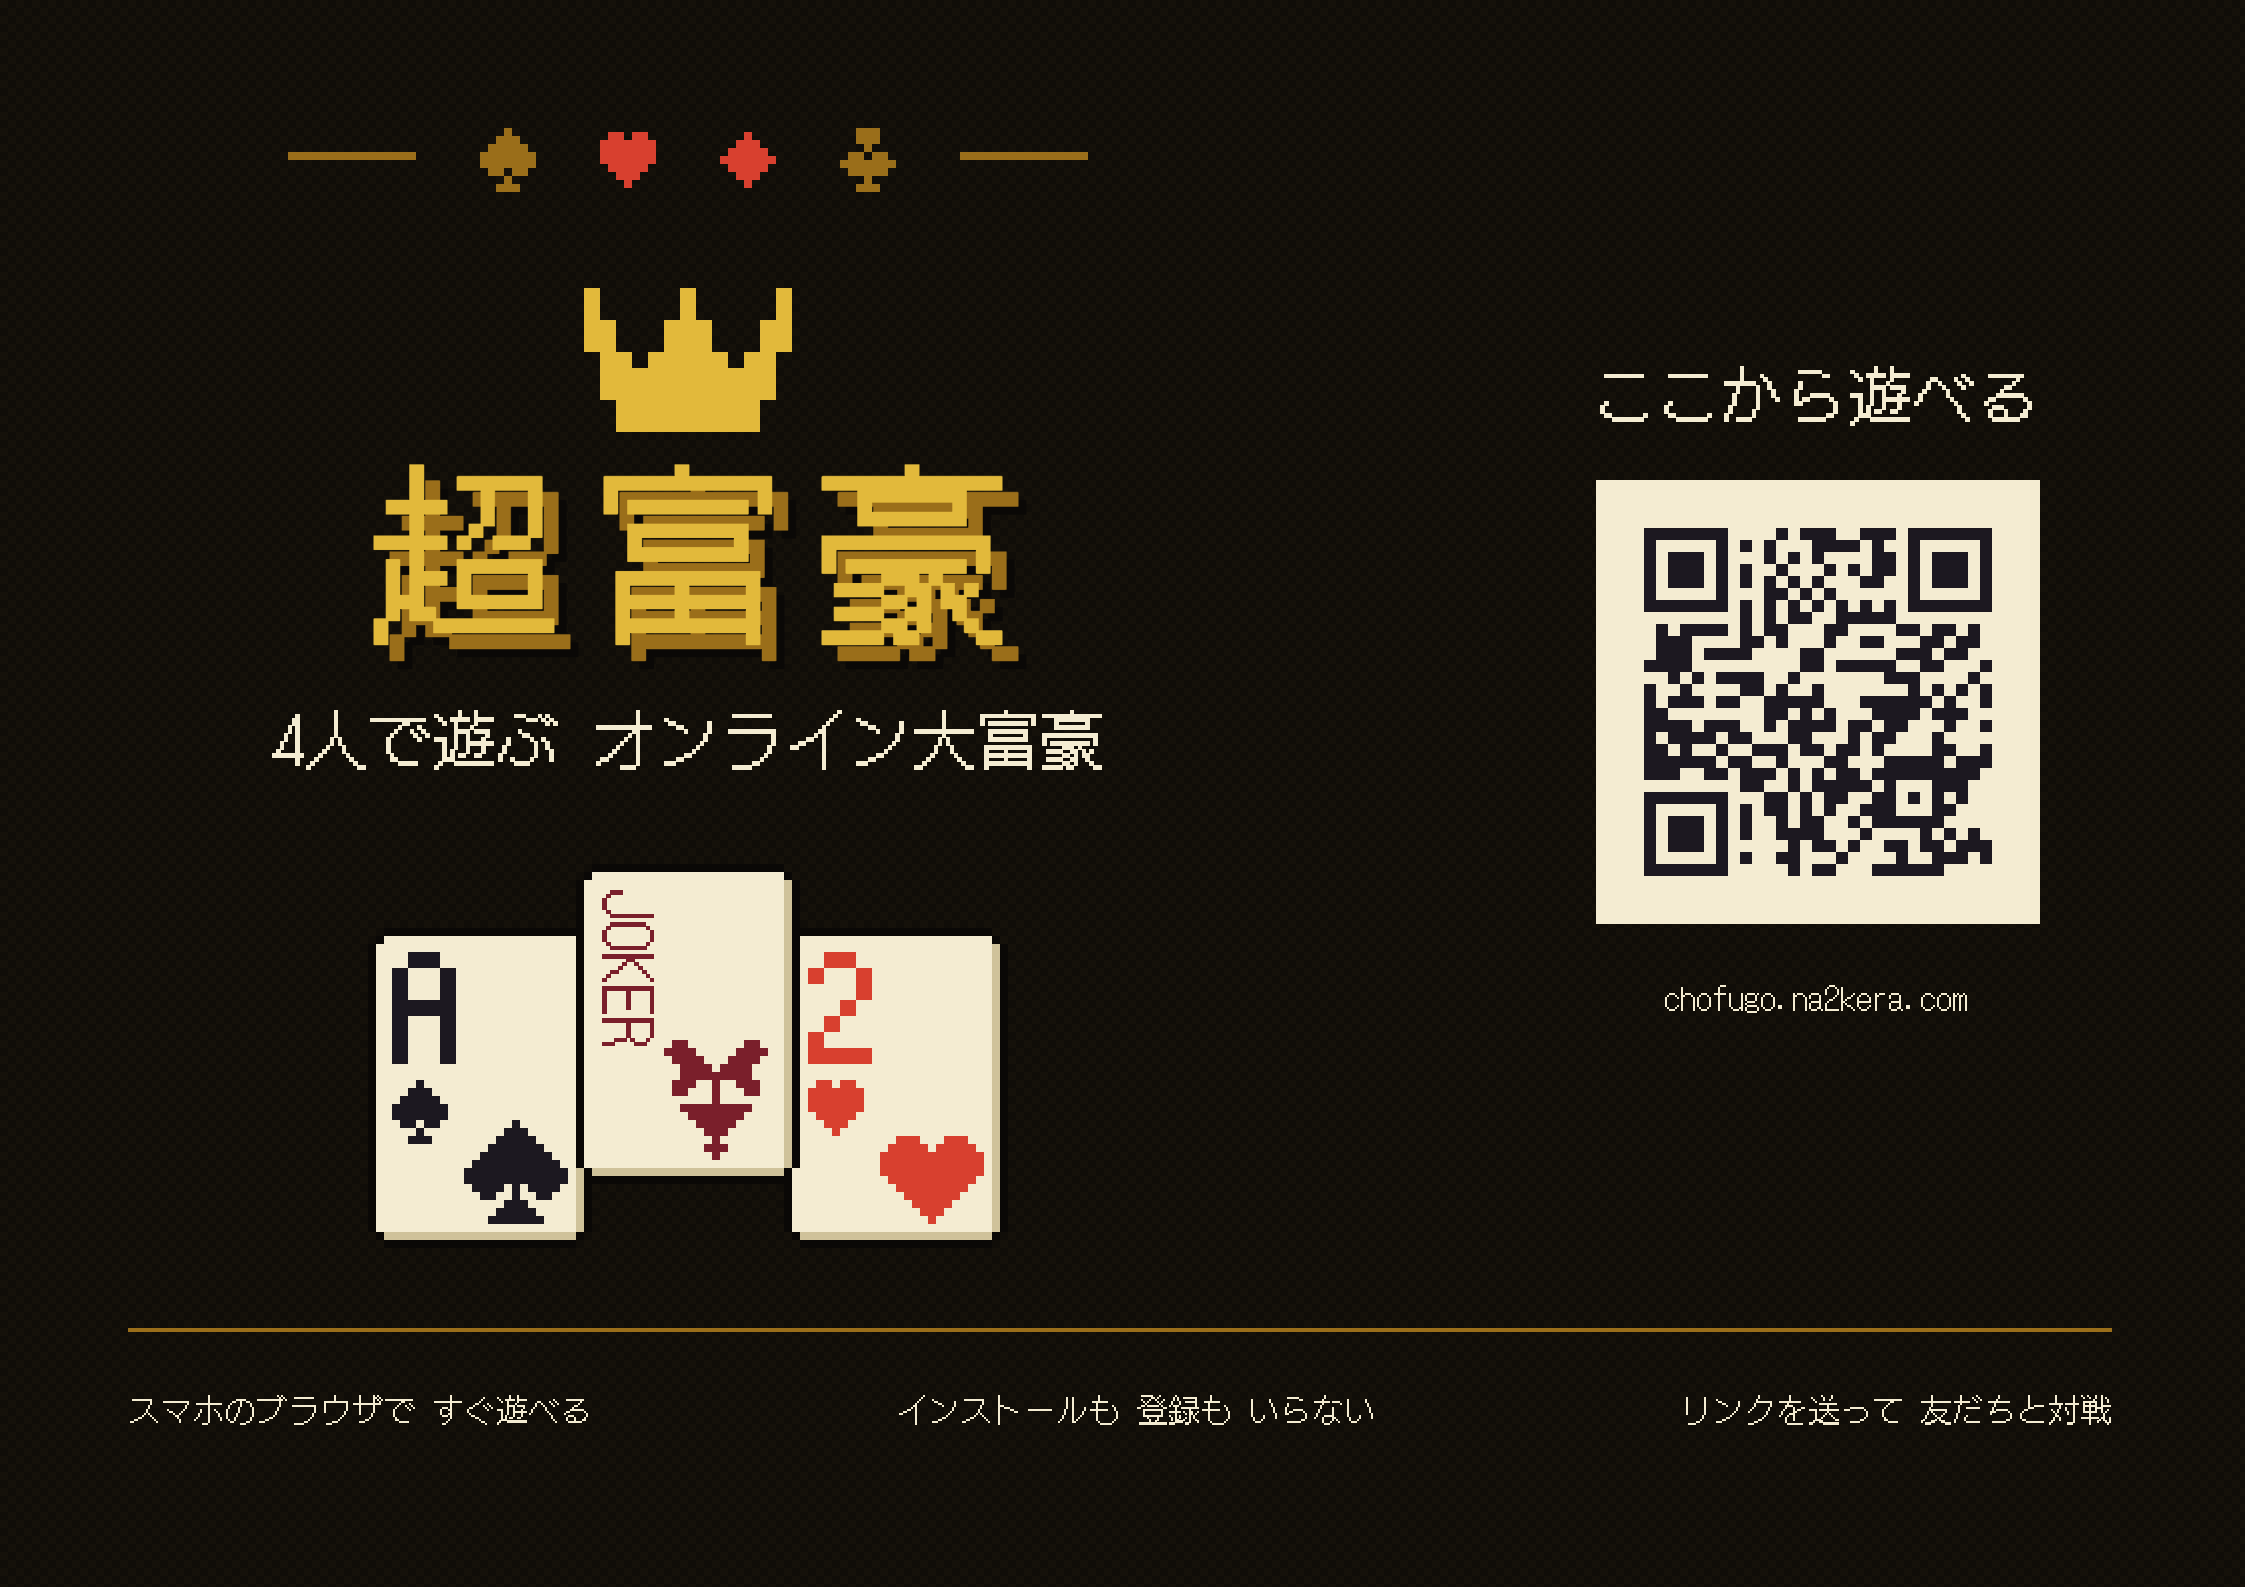 超富豪
4人で遊ぶ オンライン大富豪
A
JOKER
2
ここから遊べる
chofugo.na2kera.com
スマホのブラウザで すぐ遊べる
インストールも 登録も いらない
リンクを送って 友だちと対戦